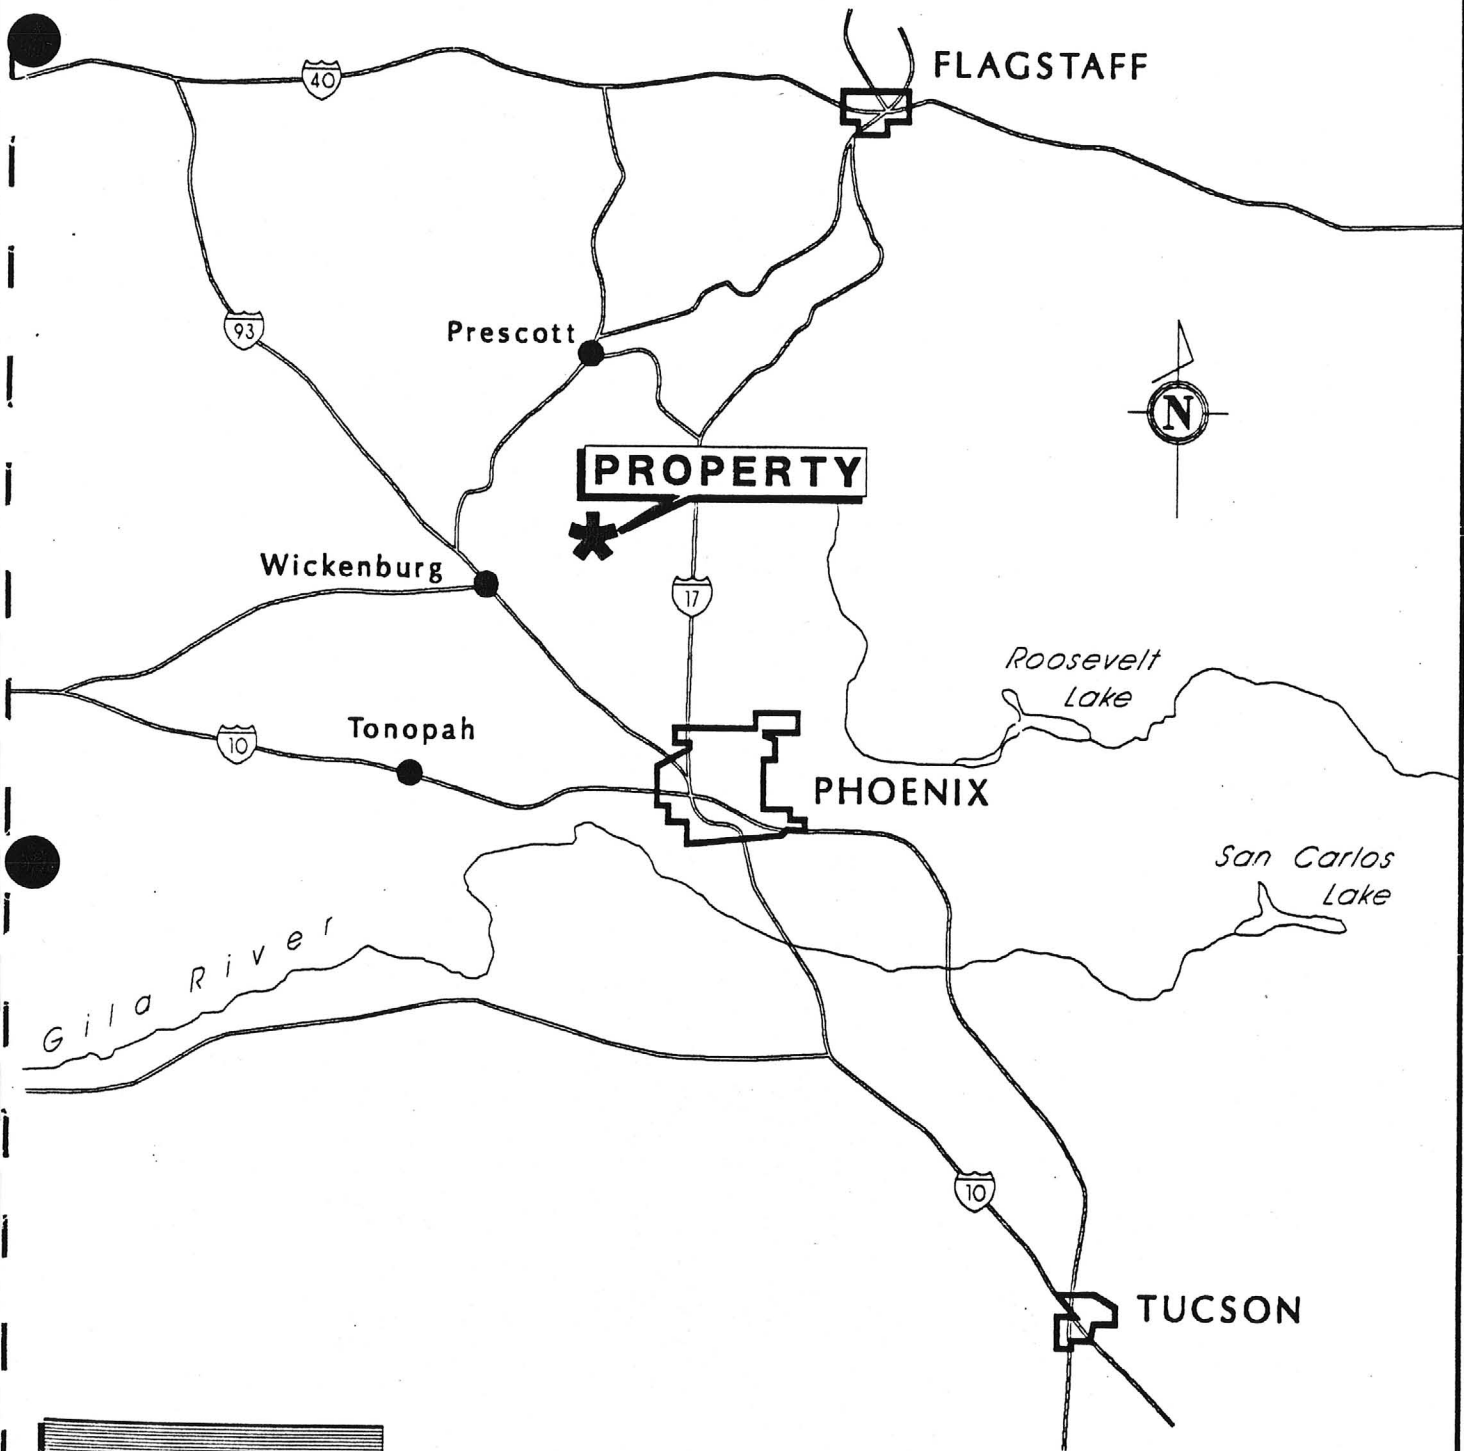 FLAGSTAFF
40
93
Prescott
N
PROPERTY
Wickenburg
17
Roosevelt
Lake
10
Tonopah
PHOENIX
San Carlos
Lake
Gila River
10
TUCSON